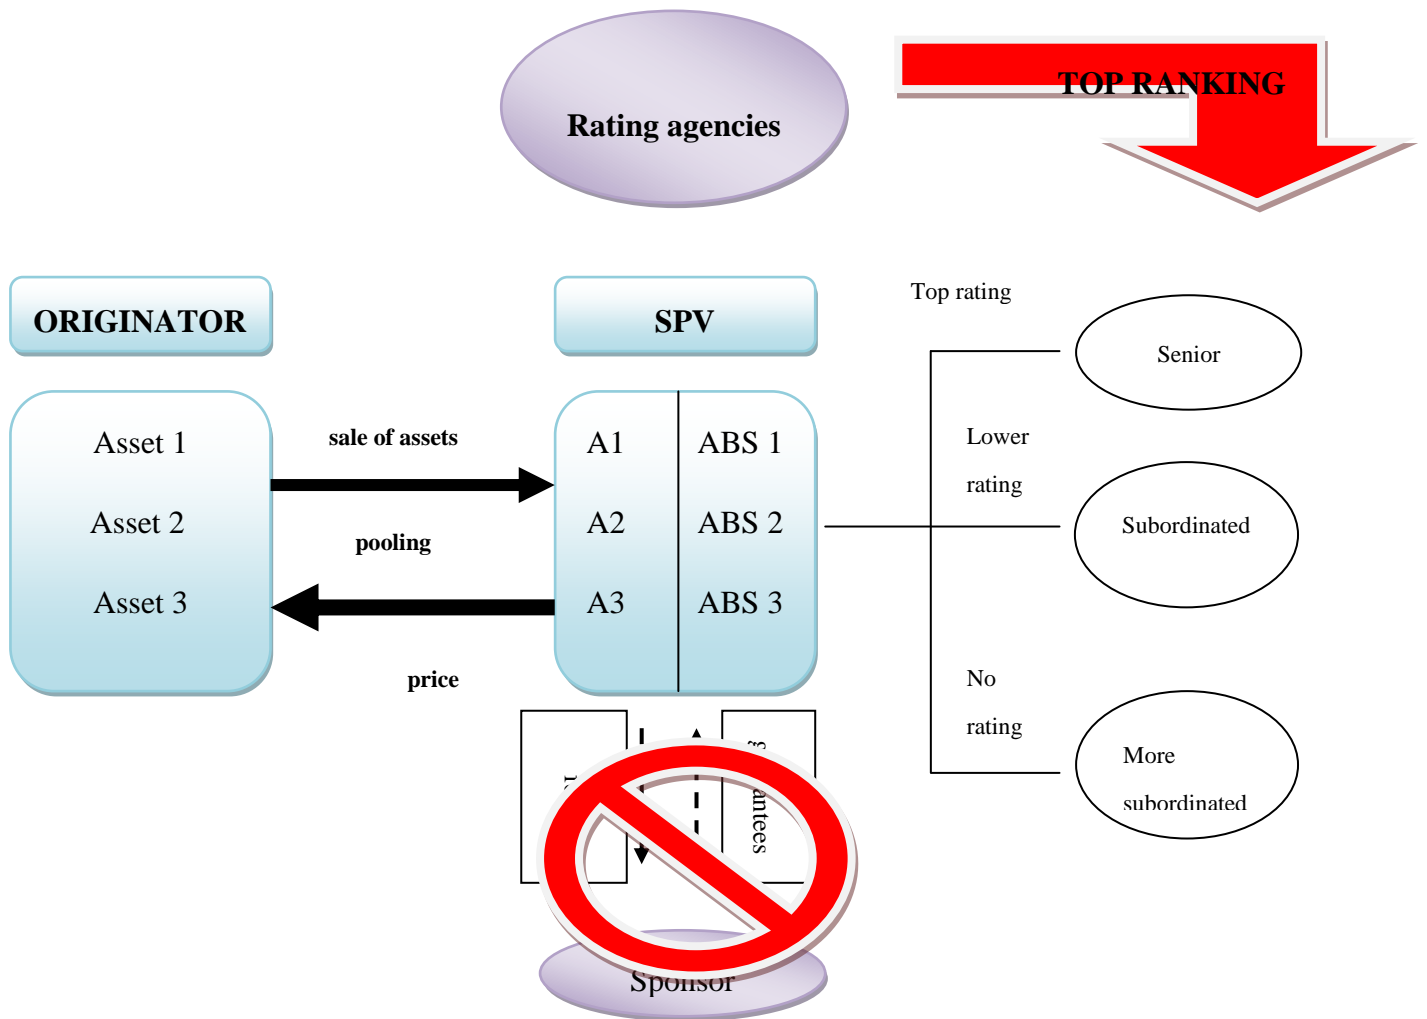 Rating agencies
TOP RANKING
ORIGINATOR
SPV
Top rating
Senior
Asset 1
Asset 2
Asset 3
sale of assets
pooling
price
A1
A2
A3
ABS 1
ABS 2
ABS 3
Lower
rating
Subordinated
No
rating
More
subordinated
Sponsor